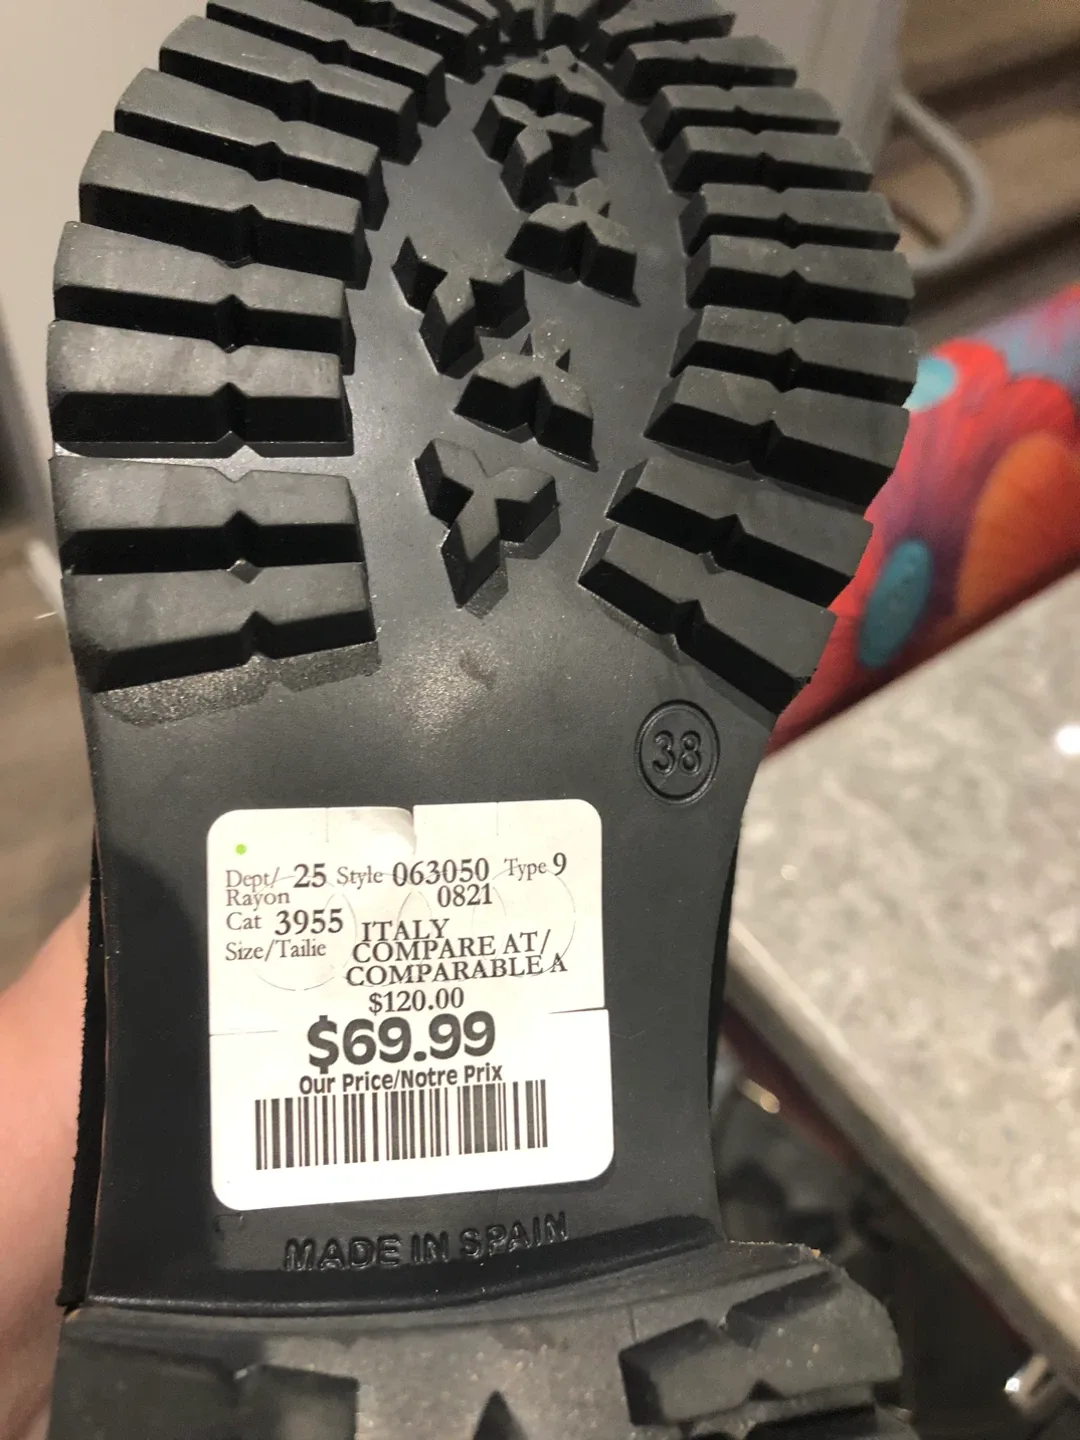 38
Dept/ 25 Style 063050 Type 9
Rayon 0821
Cat 3955 ITALY
Size/Tailie COMPARE AT/
COMPARABLE A
$120.00
$69.99
Our Price/Notre Prix
MADE IN SPAIN